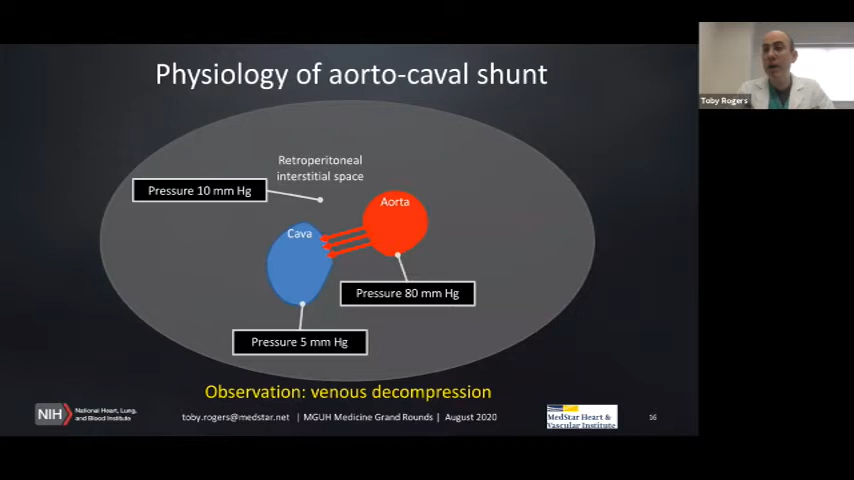 Physiology of aorto-caval shunt
Toby Rogers
Retroperitoneal
interstitial space
Pressure 10 mm Hg
Aorta
Cava
Pressure 80 mm Hg
Pressure 5 mm Hg
Observation: venous decompression
NIH
National Heart, Lung,
and Blood Institute
toby.rogers@medstar.net | MGUH Medicine Grand Rounds | August 2020
MedStar Heart &
Vascular Institute
16